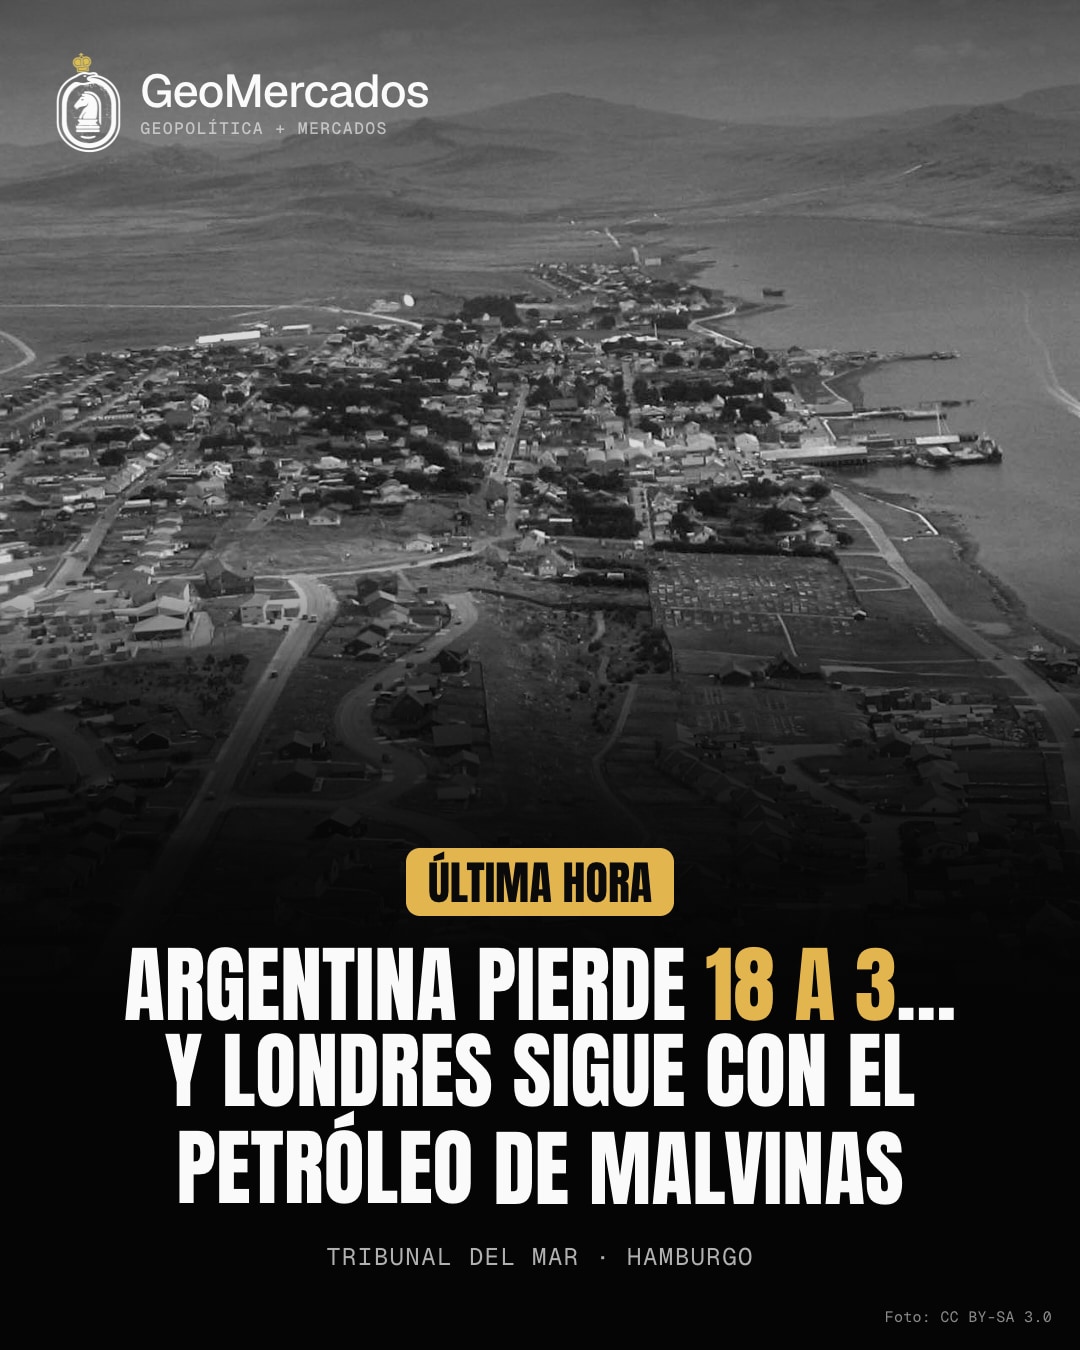 GeoMercados
GEOPOLÍTICA + MERCADOS
ÚLTIMA HORA
ARGENTINA PIERDE 18 A 3...
Y LONDRES SIGUE CON EL
PETRÓLEO DE MALVINAS
TRIBUNAL DEL MAR · HAMBURGO
Foto: CC BY-SA 3.0